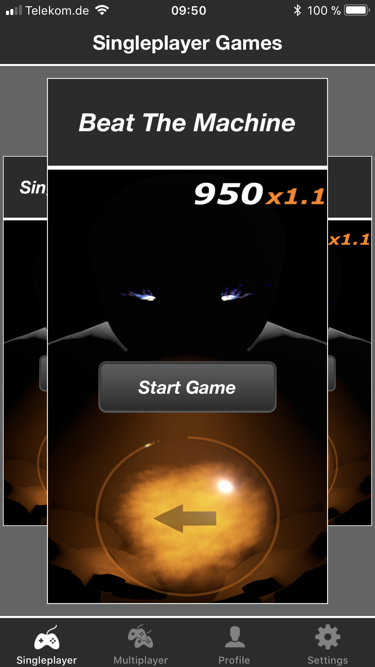 Telekom.de 09:50 100 %
Singleplayer Games
Beat The Machine
Sin
950 x1.1
x1.1
Start Game
Singleplayer Multiplayer Profile Settings